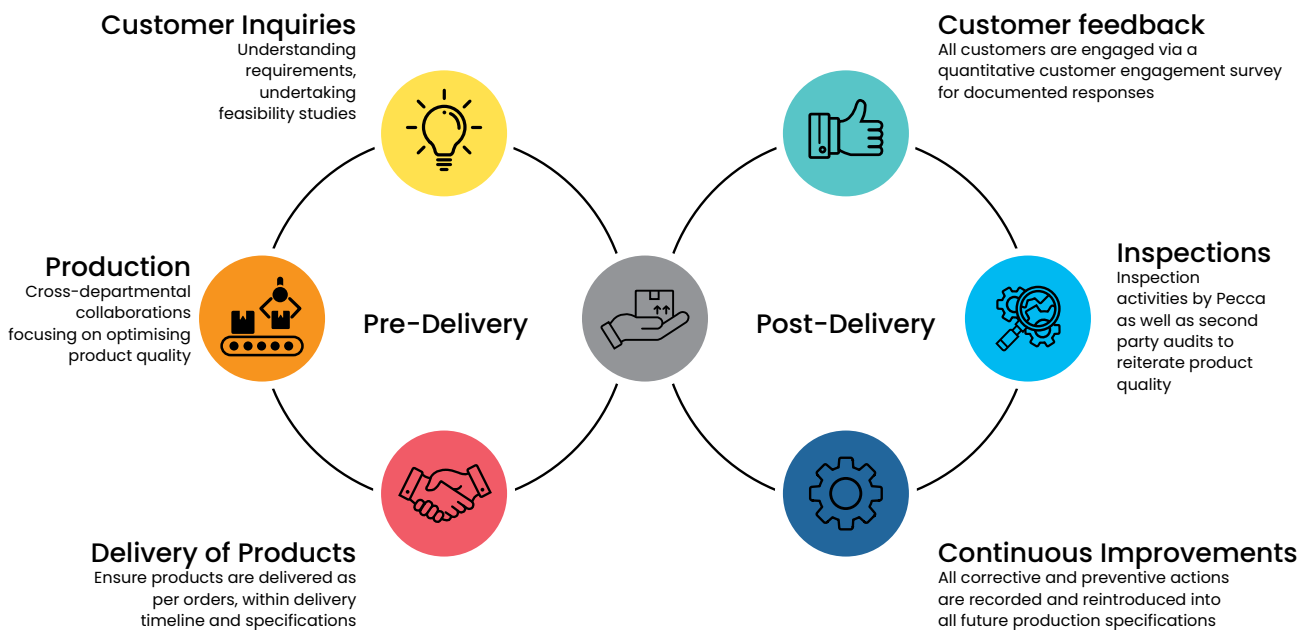 Customer Inquiries
Understanding
requirements,
undertaking
feasibility studies
Production
Cross-departmental
collaborations
focusing on optimising
product quality
Pre-Delivery
Delivery of Products
Ensure products are delivered as
per orders, within delivery
timeline and specifications
Customer feedback
All customers are engaged via a
quantitative customer engagement survey
for documented responses
Post-Delivery
Inspections
Inspection
activities by Pecca
as well as second
party audits to
reiterate product
quality
Continuous Improvements
All corrective and preventive actions
are recorded and reintroduced into
all future production specifications